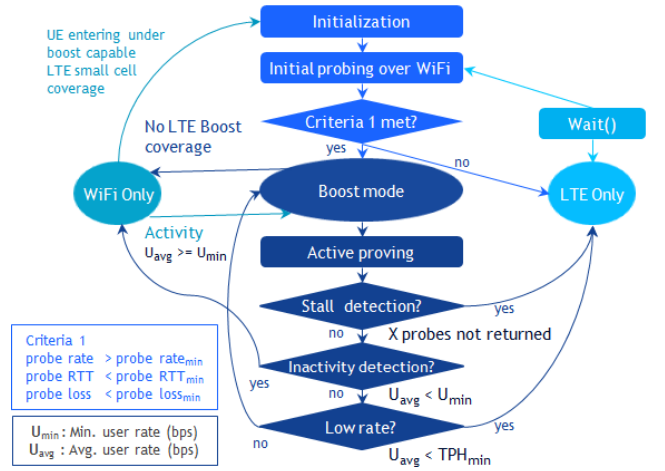 UE entering under
boost capable
LTE small cell
coverage
Initialization
Initial probing over WiFi
Criteria 1 met?
Wait()
No LTE Boost
coverage
yes
no
WiFi Only
Boost mode
LTE Only
Activity
Uavg >= Umin
Active proving
Stall detection?
yes
no
X probes not returned
Criteria 1
probe rate > probe ratemin
probe RTT < probe RTTmin
probe loss < probe lossmin
yes
Inactivity detection?
no
Uavg < Umin
Umin : Min. user rate (bps)
Uavg : Avg. user rate (bps)
no
Low rate?
yes
Uavg < TPHmin